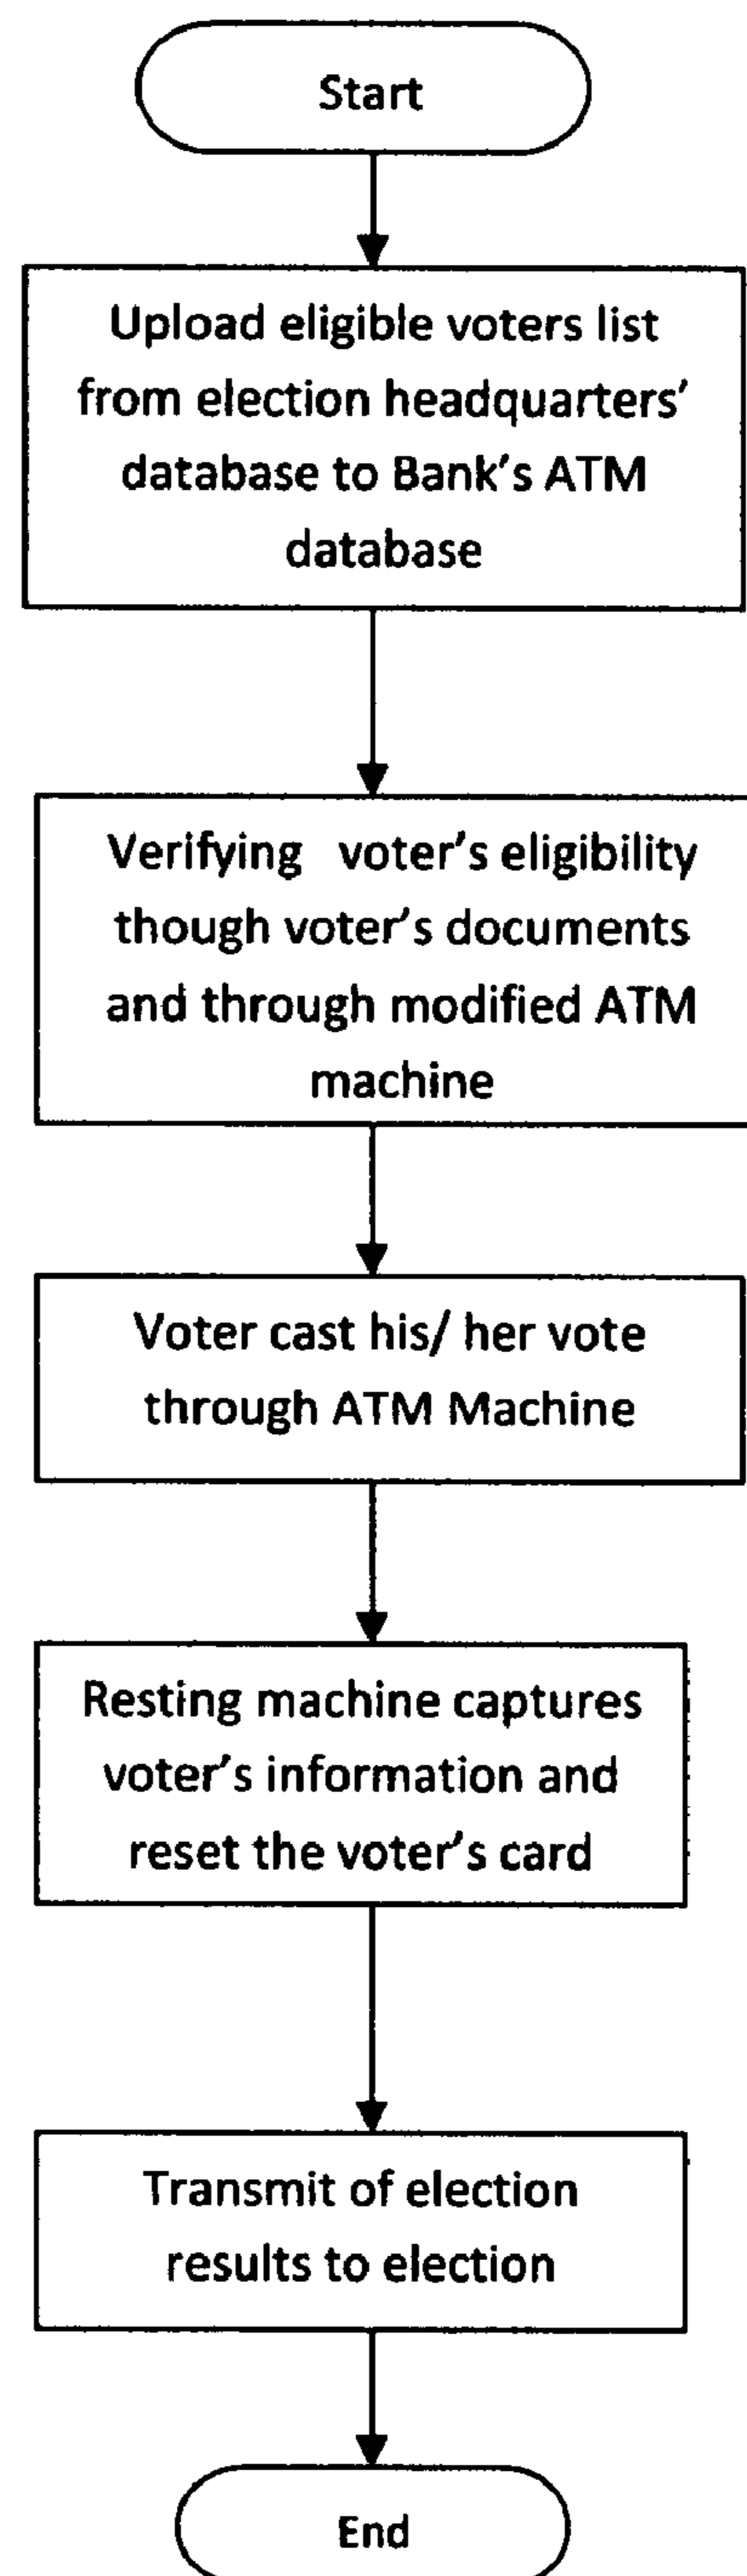 Start
Upload eligible voters list
from election headquarters'
database to Bank's ATM
database
Verifying voter's eligibility
though voter's documents
and through modified ATM
machine
Voter cast his/ her vote
through ATM Machine
Resting machine captures
voter's information and
reset the voter's card
Transmit of election
results to election
End